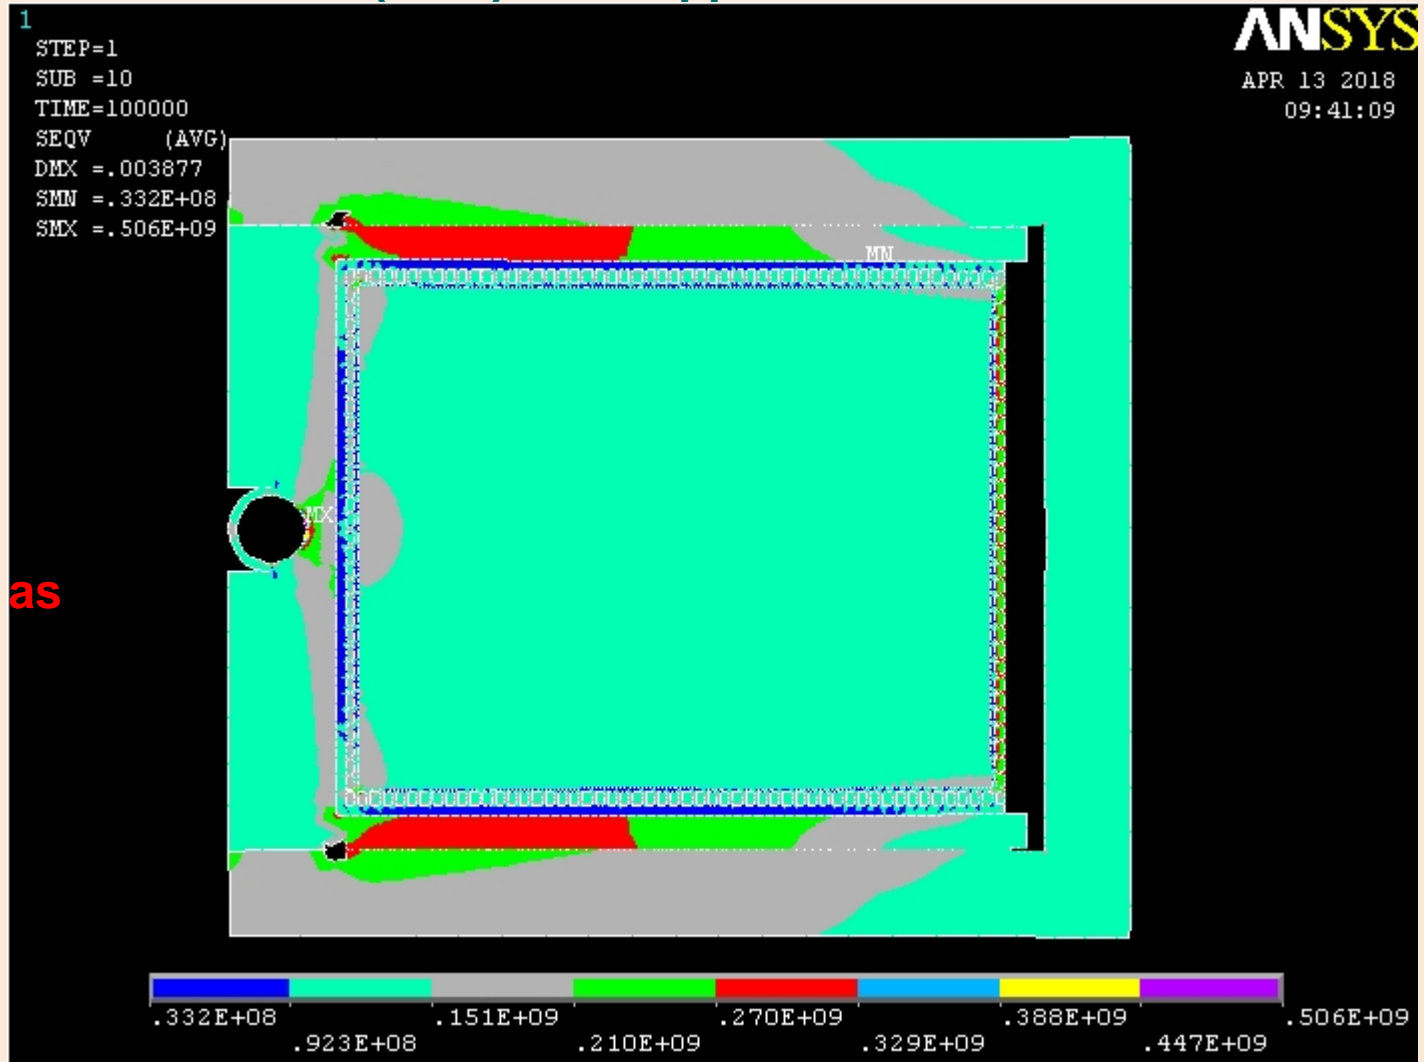 1
ANSYS
STEP=1
SUB =10
TIME=100000
SEQV (AVG)
DMX =.003877
SMN =.332E+08
SMX =.506E+09
APR 13 2018
09:41:09
MN
MX
as
.332E+08 .151E+09 .270E+09 .388E+09 .506E+09
.923E+08 .210E+09 .329E+09 .447E+09